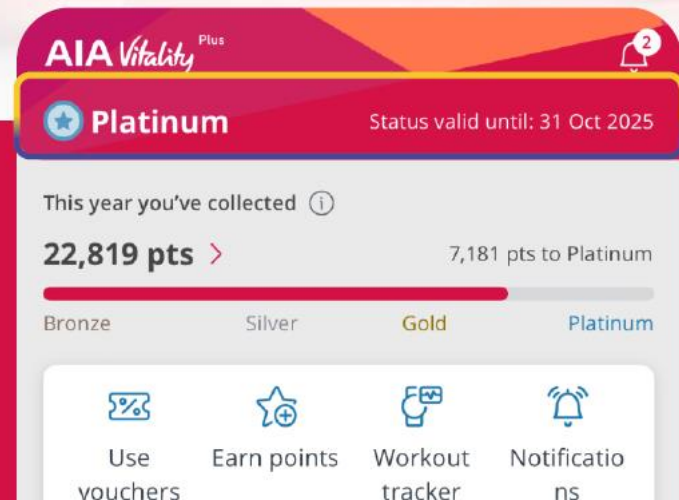 AIA Vitality Plus
2
Platinum
Status valid until: 31 Oct 2025
This year you've collected
22,819 pts
7,181 pts to Platinum
Bronze
Silver
Gold
Platinum
Use
vouchers
Earn points
Workout
tracker
Notificatio
ns